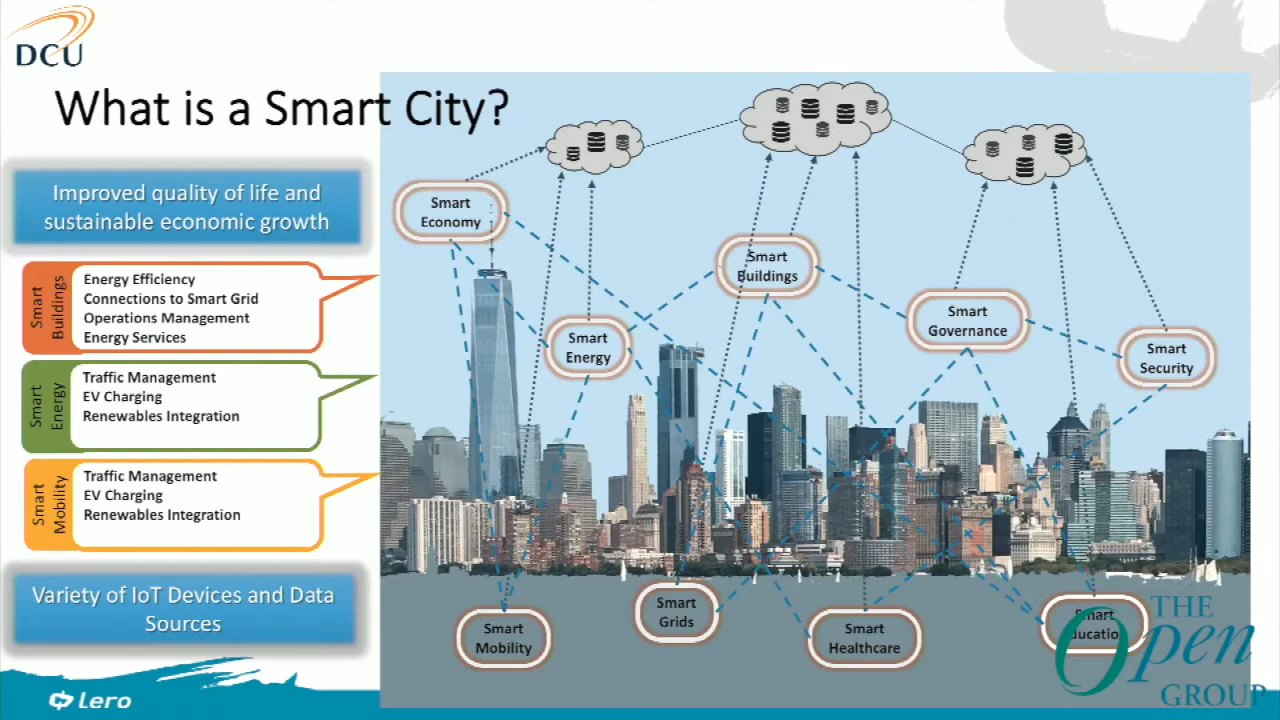 DCU
What is a Smart City?
Improved quality of life and
sustainable economic growth
Smart
Buildings
Energy Efficiency
Connections to Smart Grid
Operations Management
Energy Services
Smart
Energy
Traffic Management
EV Charging
Renewables Integration
Smart
Mobility
Traffic Management
EV Charging
Renewables Integration
Variety of IoT Devices and Data
Sources
Lero
Smart
Economy
Smart
Buildings
Smart
Energy
Smart
Governance
Smart
Security
Smart
Mobility
Smart
Grids
Smart
Healthcare
Smart
Education
THE
Open
GROUP